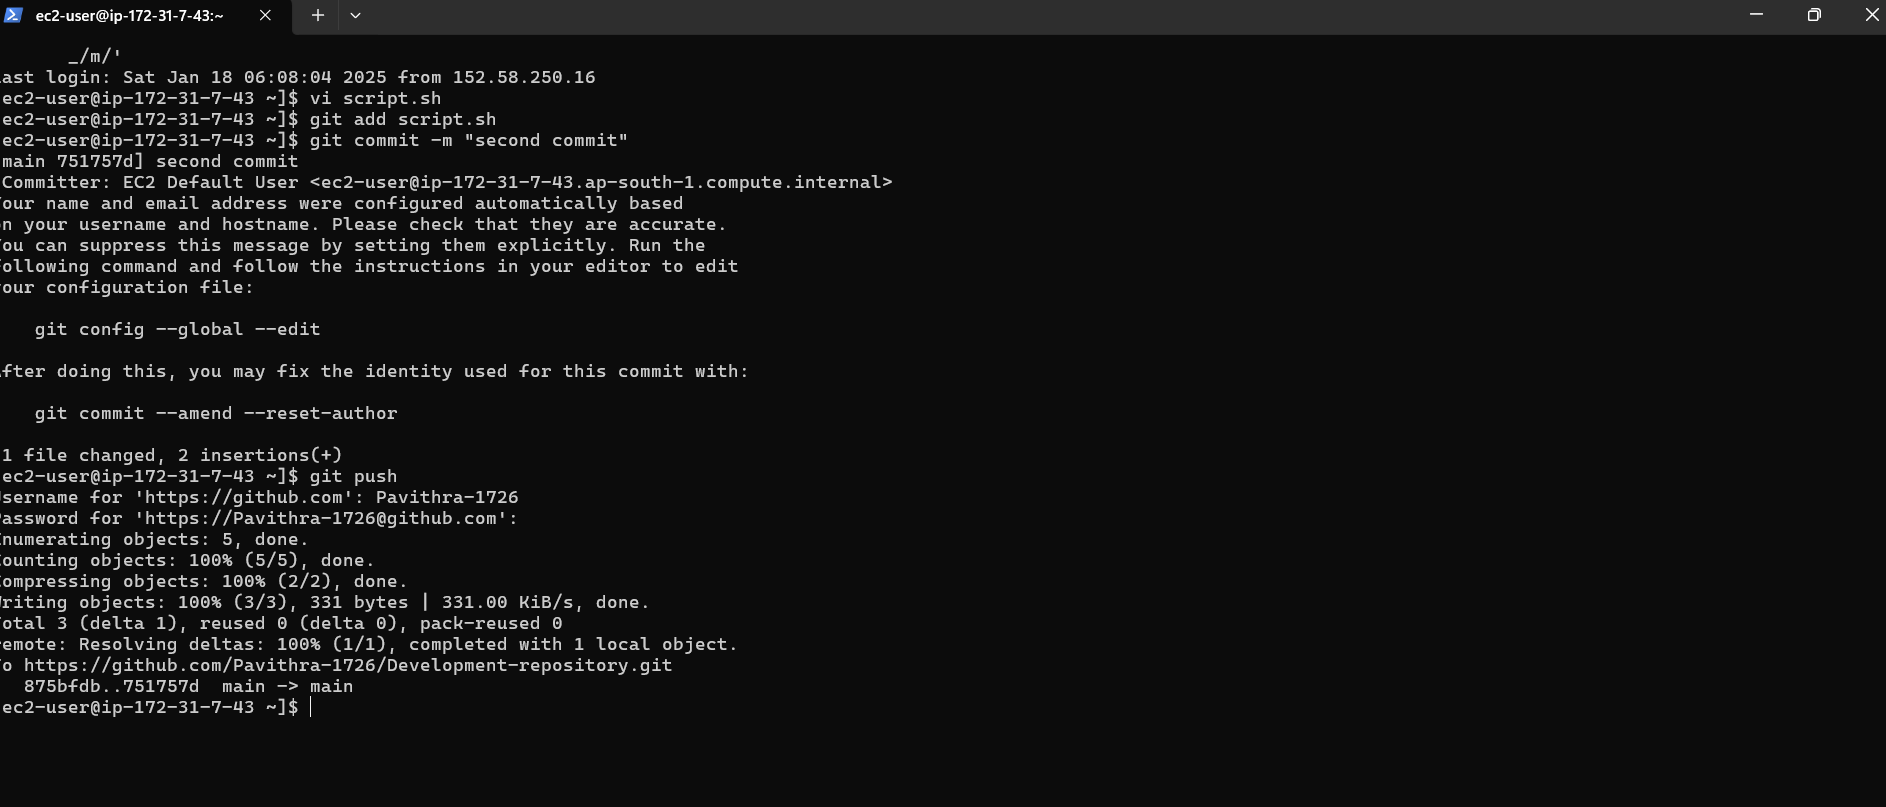 ec2-user@ip-172-31-7-43:~
_/m/'
ast login: Sat Jan 18 06:08:04 2025 from 152.58.250.16
ec2-user@ip-172-31-7-43 ~]$ vi script.sh
ec2-user@ip-172-31-7-43 ~]$ git add script.sh
ec2-user@ip-172-31-7-43 ~]$ git commit -m "second commit"
main 751757d] second commit
Committer: EC2 Default User <ec2-user@ip-172-31-7-43.ap-south-1.compute.internal>
our name and email address were configured automatically based
n your username and hostname. Please check that they are accurate.
ou can suppress this message by setting them explicitly. Run the
ollowing command and follow the instructions in your editor to edit
our configuration file:
git config --global --edit
fter doing this, you may fix the identity used for this commit with:
git commit --amend --reset-author
1 file changed, 2 insertions(+)
ec2-user@ip-172-31-7-43 ~]$ git push
sername for 'https://github.com': Pavithra-1726
assword for 'https://Pavithra-1726@github.com':
numerating objects: 5, done.
ounting objects: 100% (5/5), done.
ompressing objects: 100% (2/2), done.
riting objects: 100% (3/3), 331 bytes | 331.00 KiB/s, done.
otal 3 (delta 1), reused 0 (delta 0), pack-reused 0
emote: Resolving deltas: 100% (1/1), completed with 1 local object.
o https://github.com/Pavithra-1726/Development-repository.git
875bfdb..751757d  main -> main
ec2-user@ip-172-31-7-43 ~]$